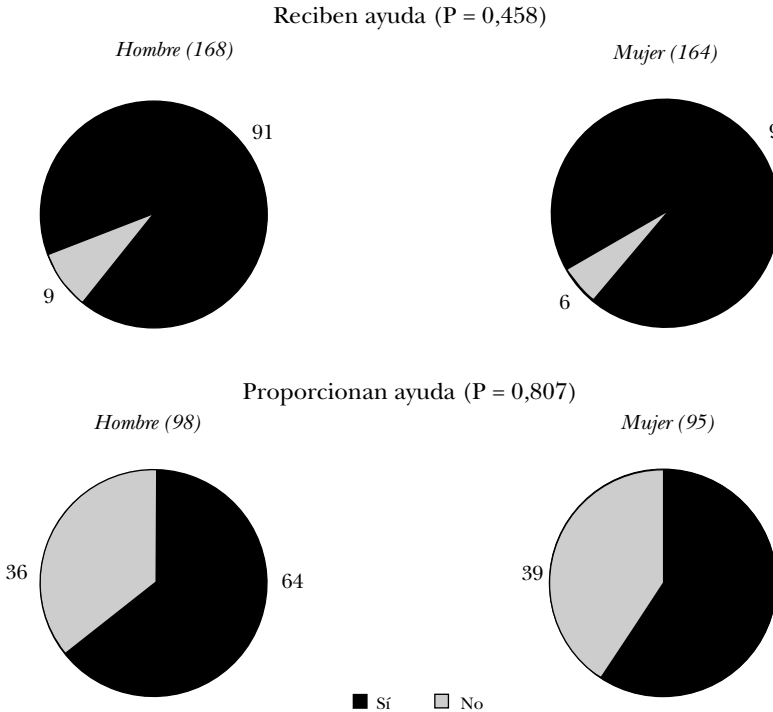 Reciben ayuda (P = 0,458)
Hombre (168)
Mujer (164)
91
9
6
Proporcionan ayuda (P = 0,807)
Hombre (98)
Mujer (95)
36
64
39
Sí
No